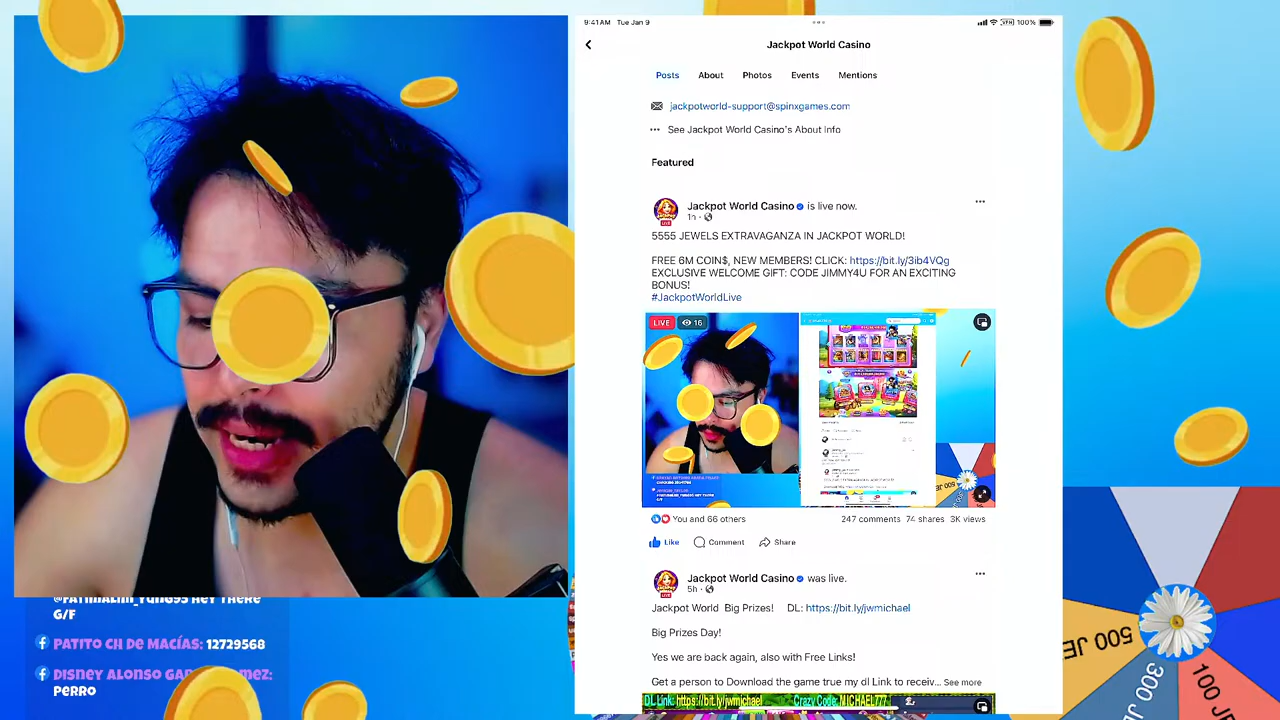 9:41 AM Tue Jan 9
100%
Jackpot World Casino
Posts About Photos Events Mentions
jackpotworld-support@spinxgames.com
See Jackpot World Casino's About Info
Featured
Jackpot World Casino is live now.
1h
5555 JEWELS EXTRAVAGANZA IN JACKPOT WORLD!
FREE 6M COIN$, NEW MEMBERS! CLICK: https://bit.ly/3ib4VQg
EXCLUSIVE WELCOME GIFT: CODE JIMMY4U FOR AN EXCITING
BONUS!
#JackpotWorldLive
LIVE 16
You and 66 others
247 comments 74 shares 3K views
Like Comment Share
Jackpot World Casino was live.
5h
Jackpot World Big Prizes! DL: https://bit.ly/jwmichael
Big Prizes Day!
Yes we are back again, also with Free Links!
Get a person to Download the game true my dl Link to receiv... See more
DL Link: https://bit.ly/jwmichael Crazy Code: MICHAEL777
HEY THERE
G/F
PATITO CH DE MACÍAS: 12729568
DISNEY ALONSO
PERRO
500 JE
300
100 J